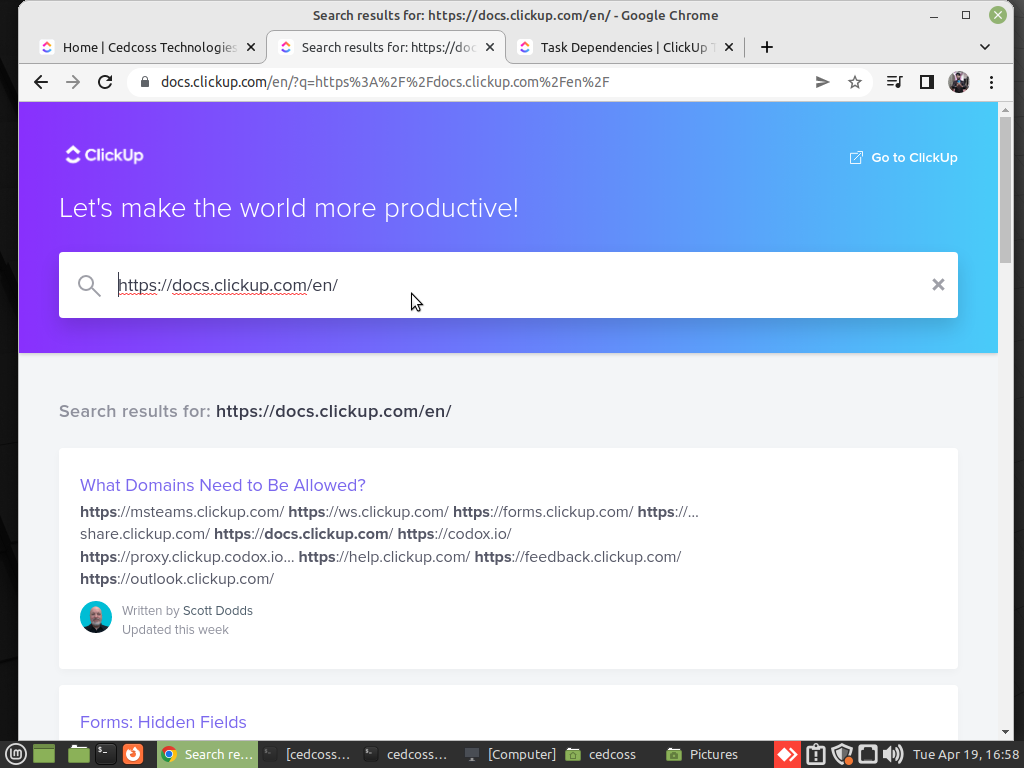 Search results for: https://docs.clickup.com/en/ - Google Chrome
Home | Cedcoss Technologies
Search results for: https://doc
Task Dependencies | ClickUp T
docs.clickup.com/en/?q=https%3A%2F%2Fdocs.clickup.com%2Fen%2F
ClickUp
Go to ClickUp
Let's make the world more productive!
https://docs.clickup.com/en/
Search results for: https://docs.clickup.com/en/
What Domains Need to Be Allowed?
https://msteams.clickup.com/ https://ws.clickup.com/ https://forms.clickup.com/ https://...
share.clickup.com/ https://docs.clickup.com/ https://codox.io/
https://proxy.clickup.codox.io... https://help.clickup.com/ https://feedback.clickup.com/
https://outlook.clickup.com/
Written by Scott Dodds
Updated this week
Forms: Hidden Fields
Search re...
[cedcoss...
cedcoss...
[Computer]
cedcoss
Pictures
Tue Apr 19, 16:58